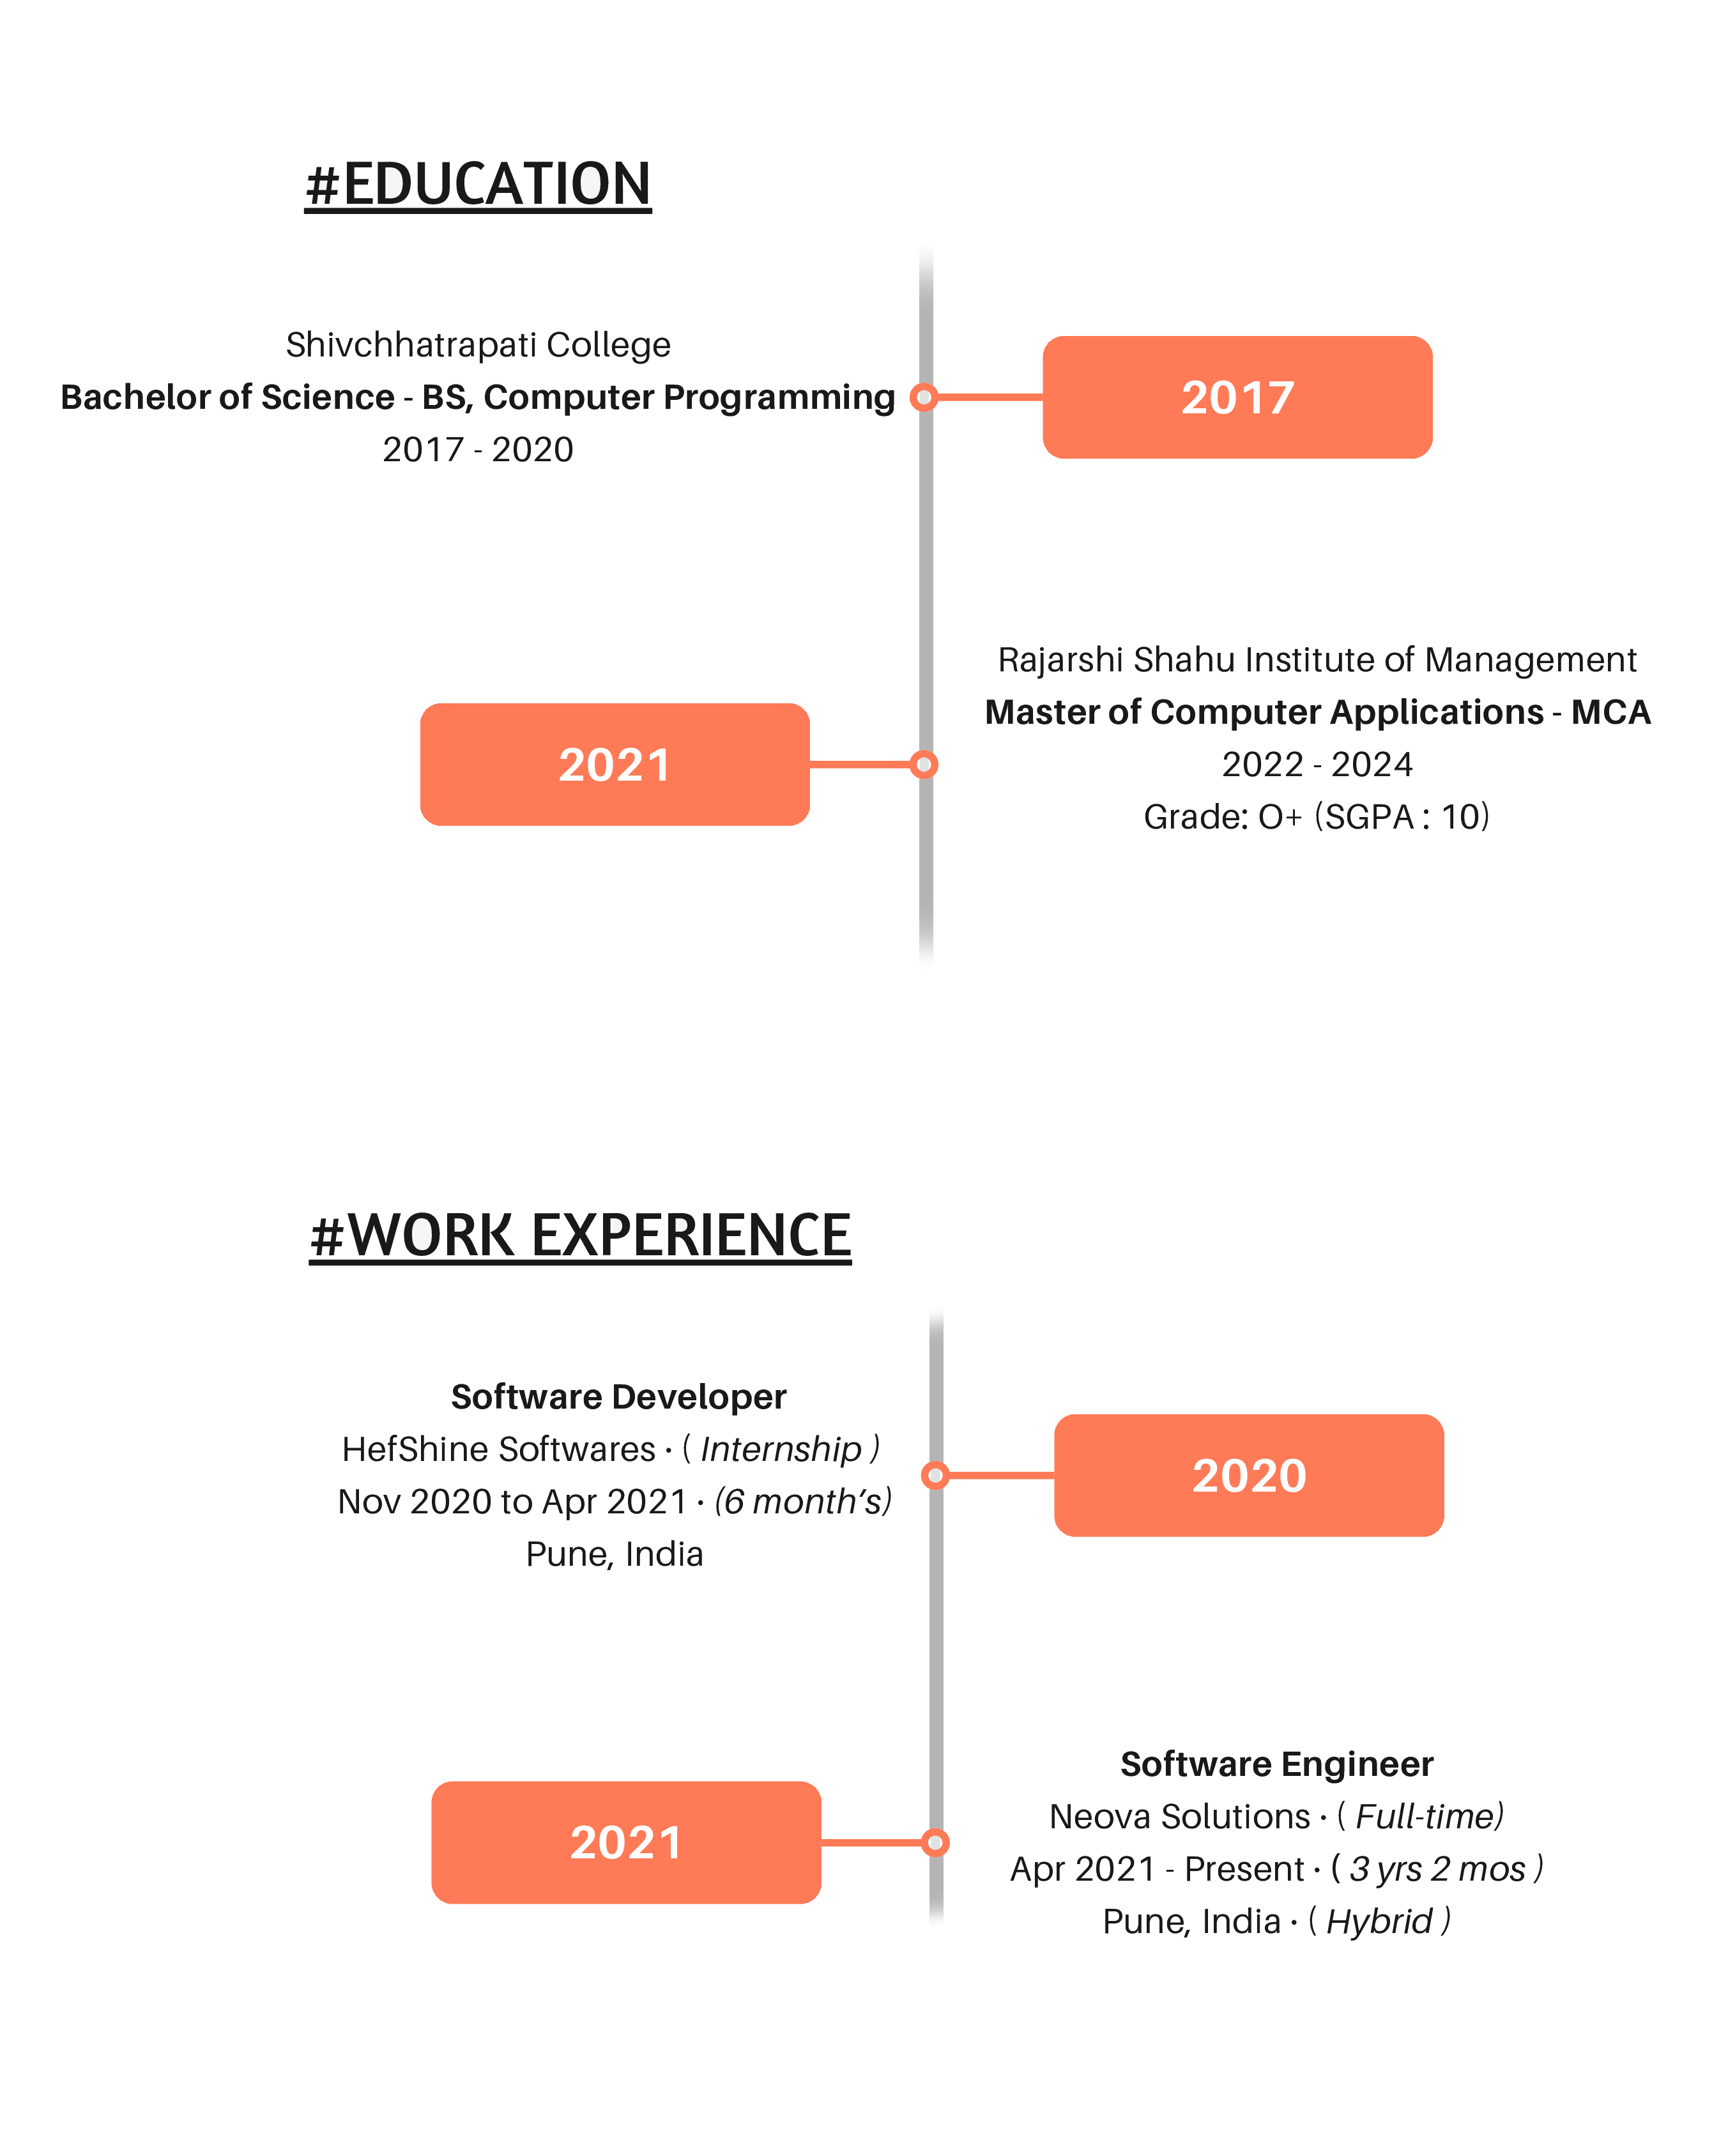 #EDUCATION
Shivchhatrapati College
Bachelor of Science - BS, Computer Programming
2017 - 2020
2017
Rajarshi Shahu Institute of Management
Master of Computer Applications - MCA
2022 - 2024
Grade: O+ (SGPA : 10)
2021
#WORK EXPERIENCE
Software Developer
HefShine Softwares · ( Internship )
Nov 2020 to Apr 2021 · (6 month’s)
Pune, India
2020
Software Engineer
Neova Solutions · ( Full-time)
Apr 2021 - Present · ( 3 yrs 2 mos )
Pune, India · ( Hybrid )
2021